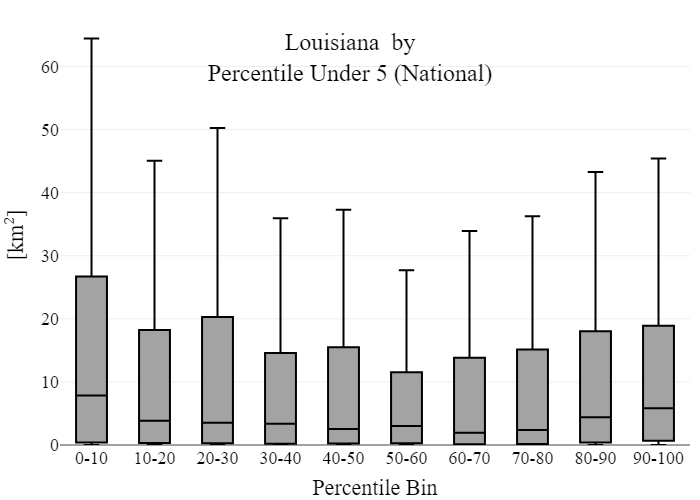 Louisiana by
Percentile Under 5 (National)
60
50
40
30
20
10
0
[km²]
0-10 10-20 20-30 30-40 40-50 50-60 60-70 70-80 80-90 90-100
Percentile Bin